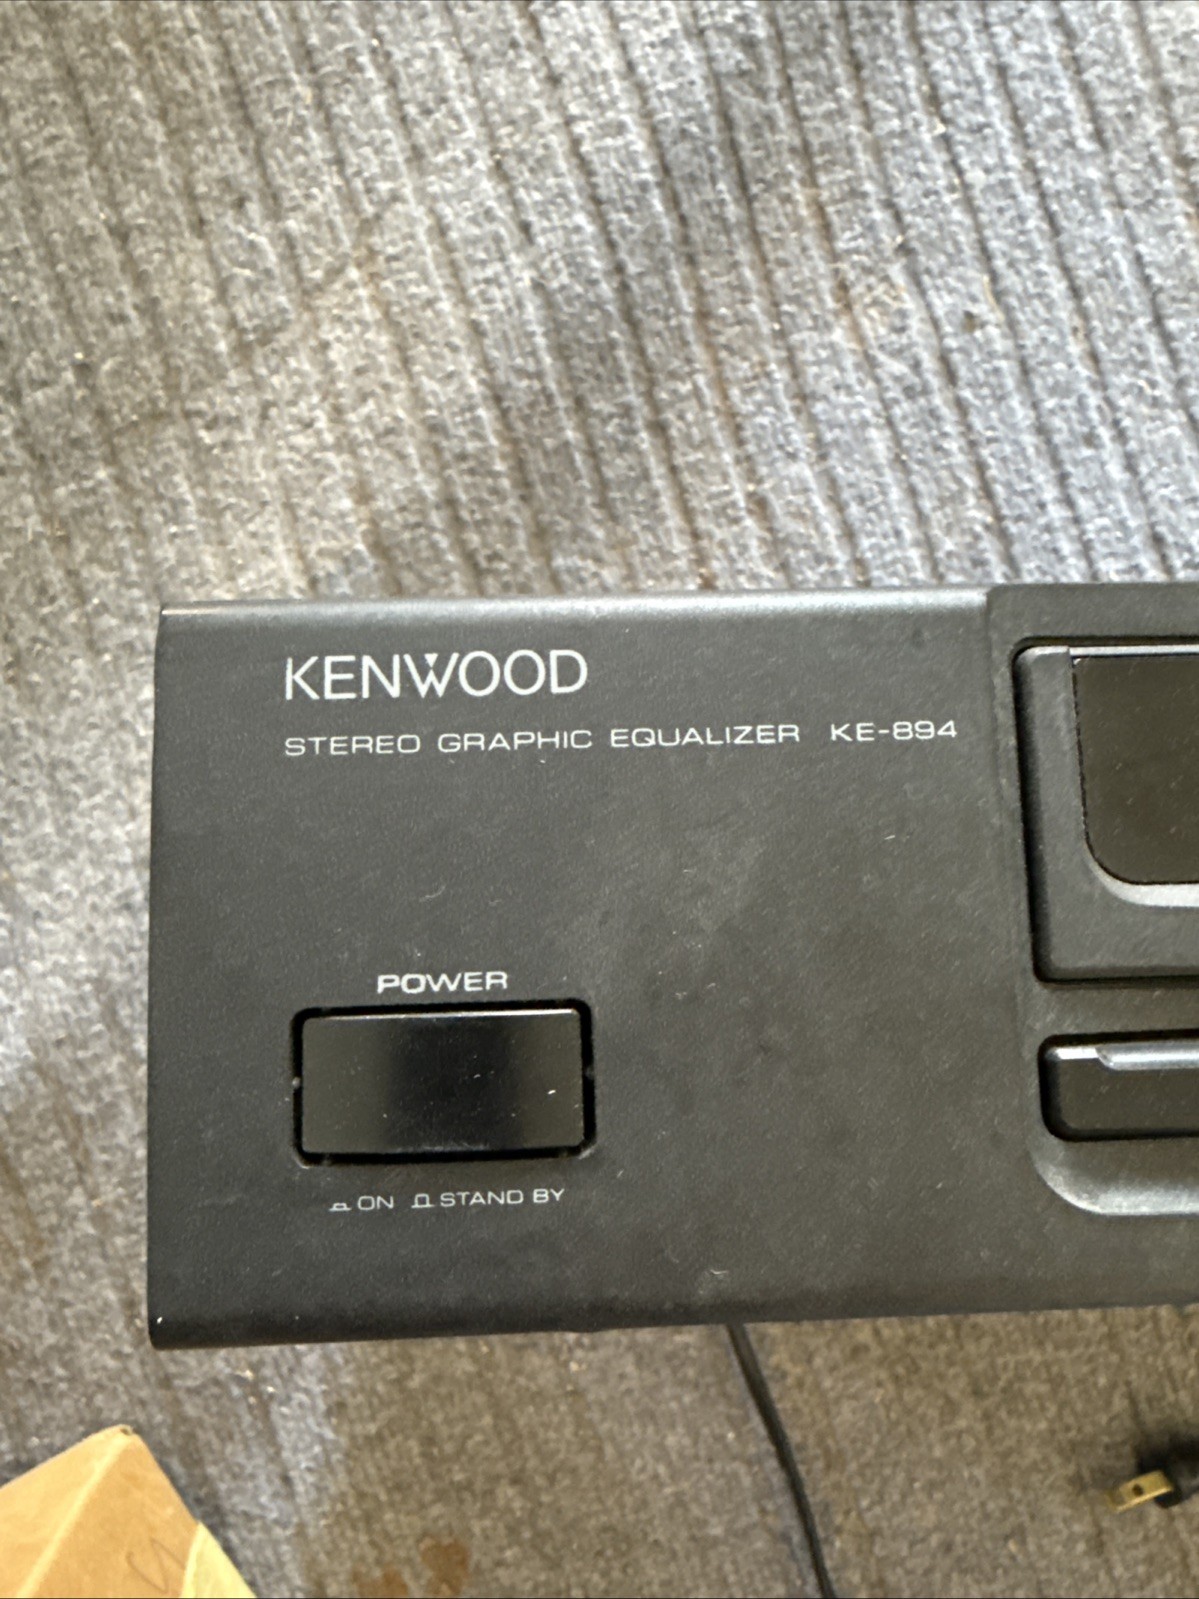 KENWOOD
STEREO GRAPHIC EQUALIZER KE-894
POWER
ON STAND BY